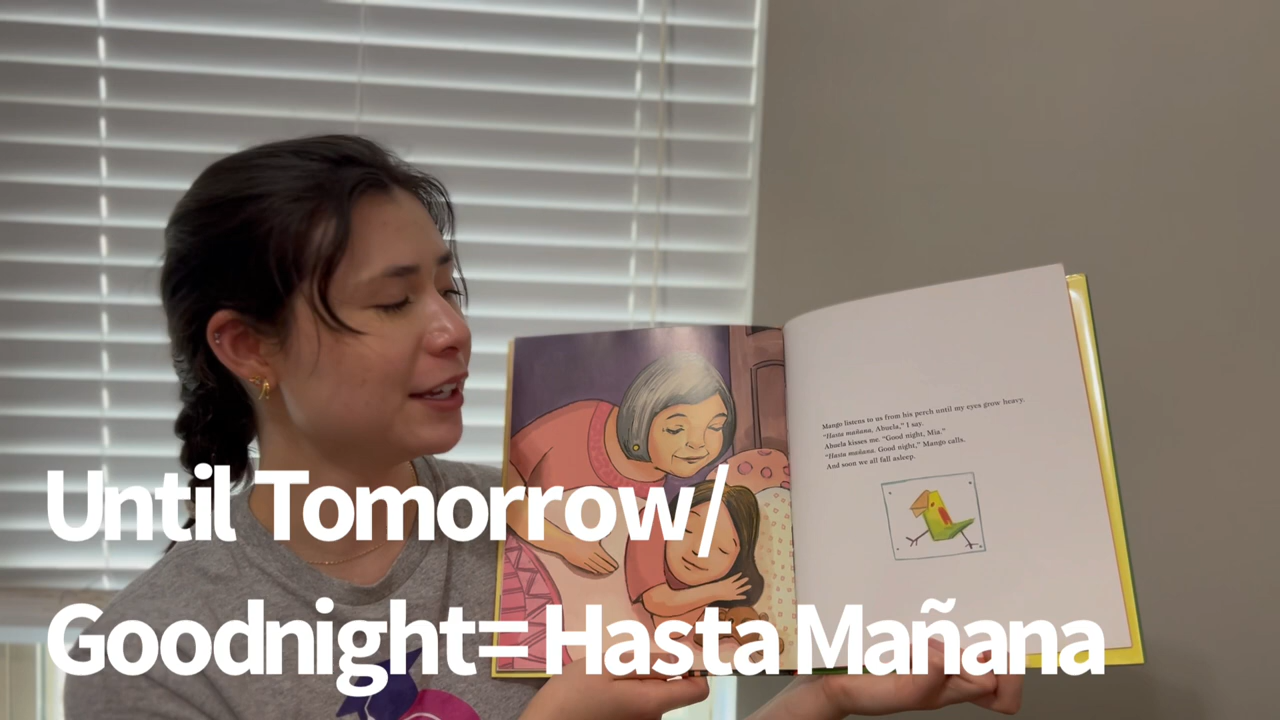 Mango listens to us from his perch until my eyes grow heavy.
"Hasta mañana, Abuela," I say.
Abuela kisses me. "Good night, Mia."
"Hasta mañana. Good night," Mango calls.
And soon we all fall asleep.
Until Tomorrow/
Goodnight= Hasta Mañana